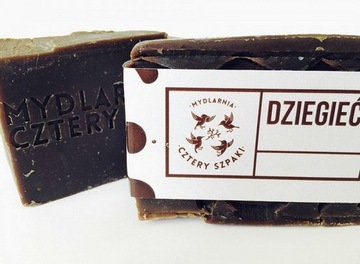 MYDLAR
CZTERY
MYDLARNIA
CZTERY SZPAKI
DZIEGIEĆ